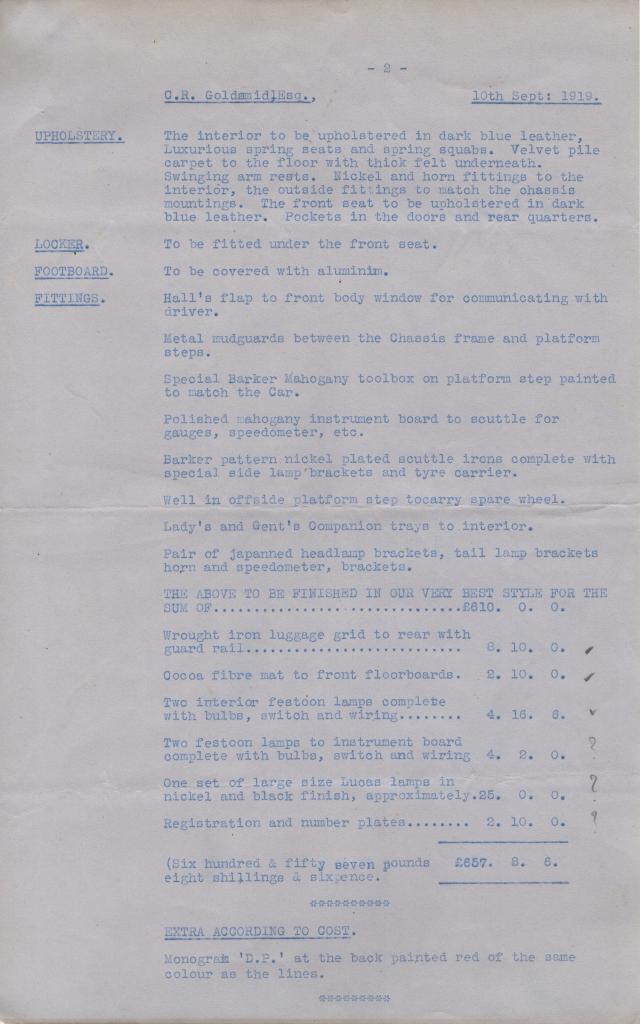 - 2 -
C.R. Goldsmid,Esq.,
10th Sept: 1919.
UPHOLSTERY.
The interior to be upholstered in dark blue leather,
Luxurious spring seats and spring squabs. Velvet pile
carpet to the floor with thick felt underneath.
Swinging arm rests. Nickel and horn fittings to the
interior, the outside fittings to match the chassis
mountings. The front seat to be upholstered in dark
blue leather. Pockets in the doors and rear quarters.
LOCKER. To be fitted under the front seat.
FOOTBOARD. To be covered with aluminim.
FITTINGS. Hall's flap to front body window for communicating with
driver.
Metal mudguards between the Chassis frame and platform
steps.
Special Barker Mahogany toolbox on platform step painted
to match the Car.
Polished mahogany instrument board to scuttle for
gauges, speedometer, etc.
Barker pattern nickel plated scuttle irons complete with
special side lamp brackets and tyre carrier.
Well in offside platform step tocarry spare wheel.
Lady's and Gent's Companion trays to interior.
Pair of japanned headlamp brackets, tail lamp brackets
horn and speedometer, brackets.
THE ABOVE TO BE FINISHED IN OUR VERY BEST STYLE FOR THE
SUM OF...............................£610. 0. 0.
Wrought iron luggage grid to rear with
guard rail........................... 8. 10. 0. ✓
Cocoa fibre mat to front floorboards. 2. 10. 0. ✓
Two interior festoon lamps complete
with bulbs, switch and wiring........ 4. 16. 6. ✓
Two festoon lamps to instrument board
complete with bulbs, switch and wiring 4. 2. 0. ?
One set of large size Lucas lamps in
nickel and black finish, approximately.25. 0. 0. ?
Registration and number plates........ 2. 10. 0. ?
(Six hundred & fifty seven pounds £657. 8. 6.
eight shillings & sixpence.
**********
EXTRA ACCORDING TO COST.
Monogram 'D.P.' at the back painted red of the same
colour as the lines.
*********